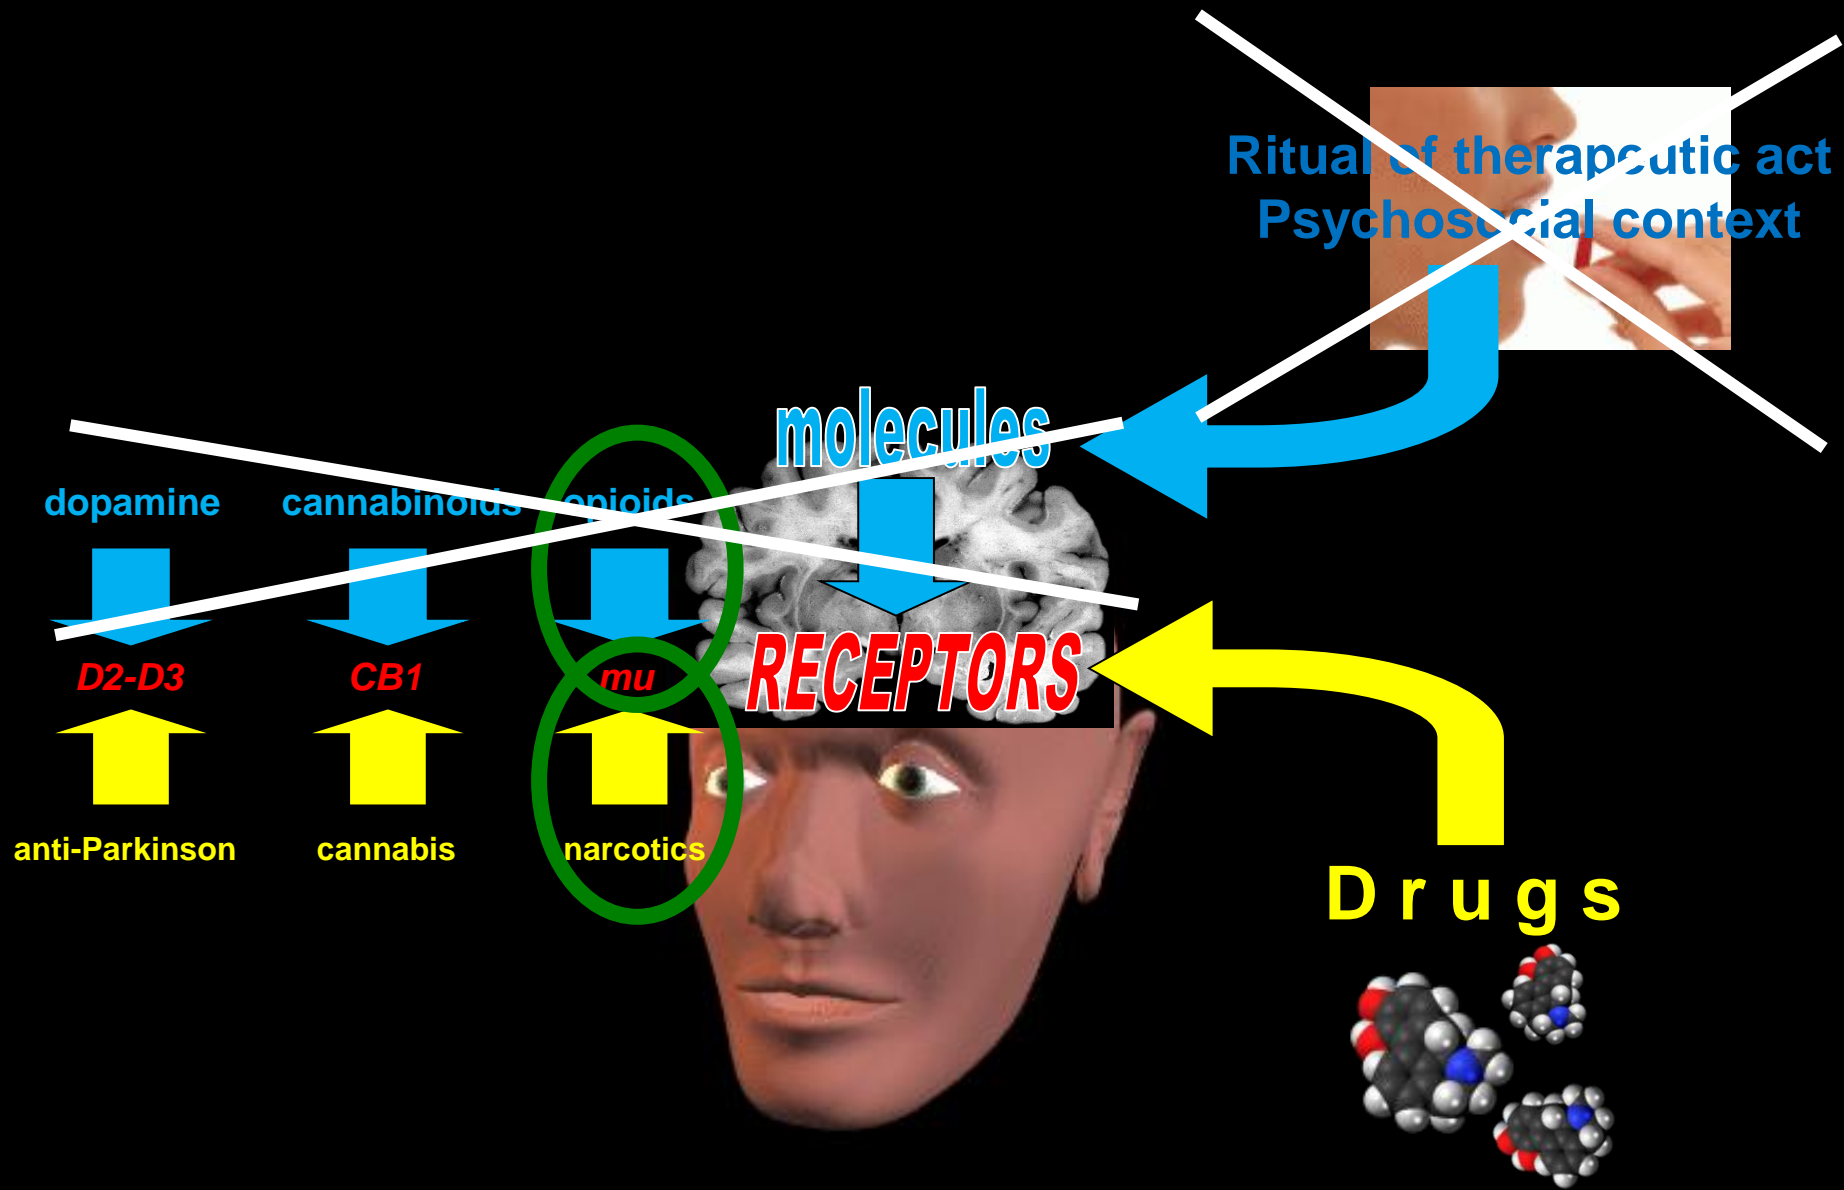 Ritual of therapeutic act
Psychosocial context
molecules
dopamine cannabinoids opioids
D2-D3 CB1 mu RECEPTORS
anti-Parkinson cannabis narcotics
Drugs